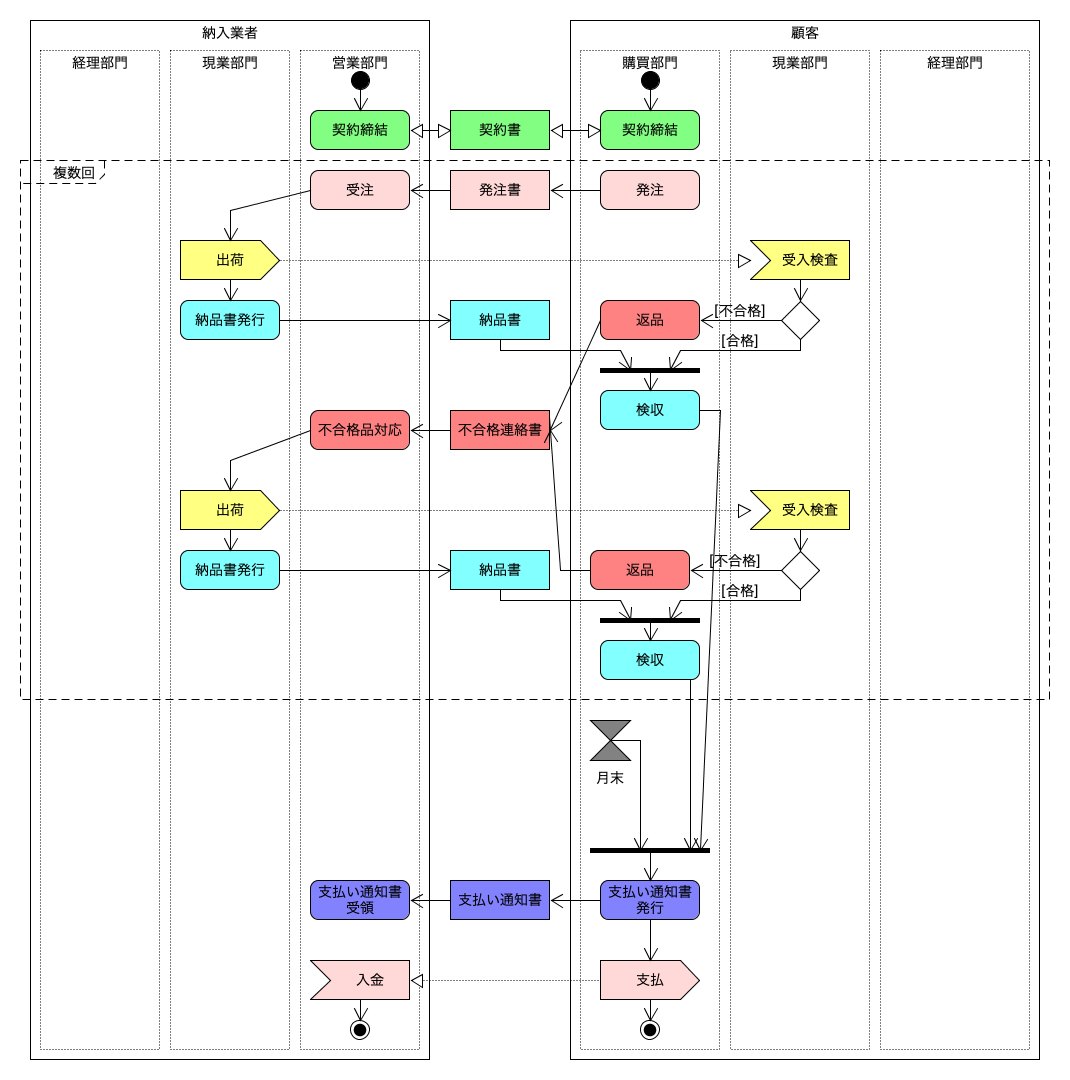 納入業者
顧客
経理部門
現業部門
営業部門
購買部門
現業部門
経理部門
契約締結
契約書
契約締結
複数回
受注
発注書
発注
出荷
受入検査
納品書発行
納品書
返品
[不合格]
[合格]
検収
不合格品対応
不合格連絡書
出荷
受入検査
納品書発行
納品書
返品
[不合格]
[合格]
検収
月末
支払い通知書
受領
支払い通知書
支払い通知書
発行
入金
支払